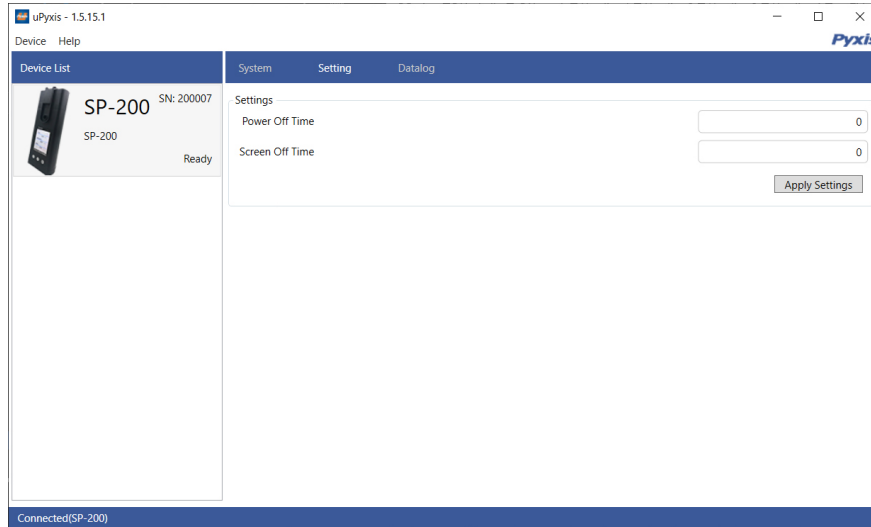 uPyxis - 1.5.15.1
Device Help
Pyxis
Device List
System Setting Datalog
SP-200 SN: 200007
SP-200
Ready
Settings
Power Off Time 0
Screen Off Time 0
Apply Settings
Connected(SP-200)